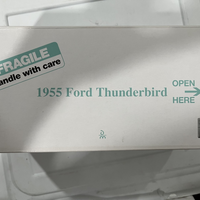 FRAGILE
Handle with care
1955 Ford Thunderbird
OPEN
HERE